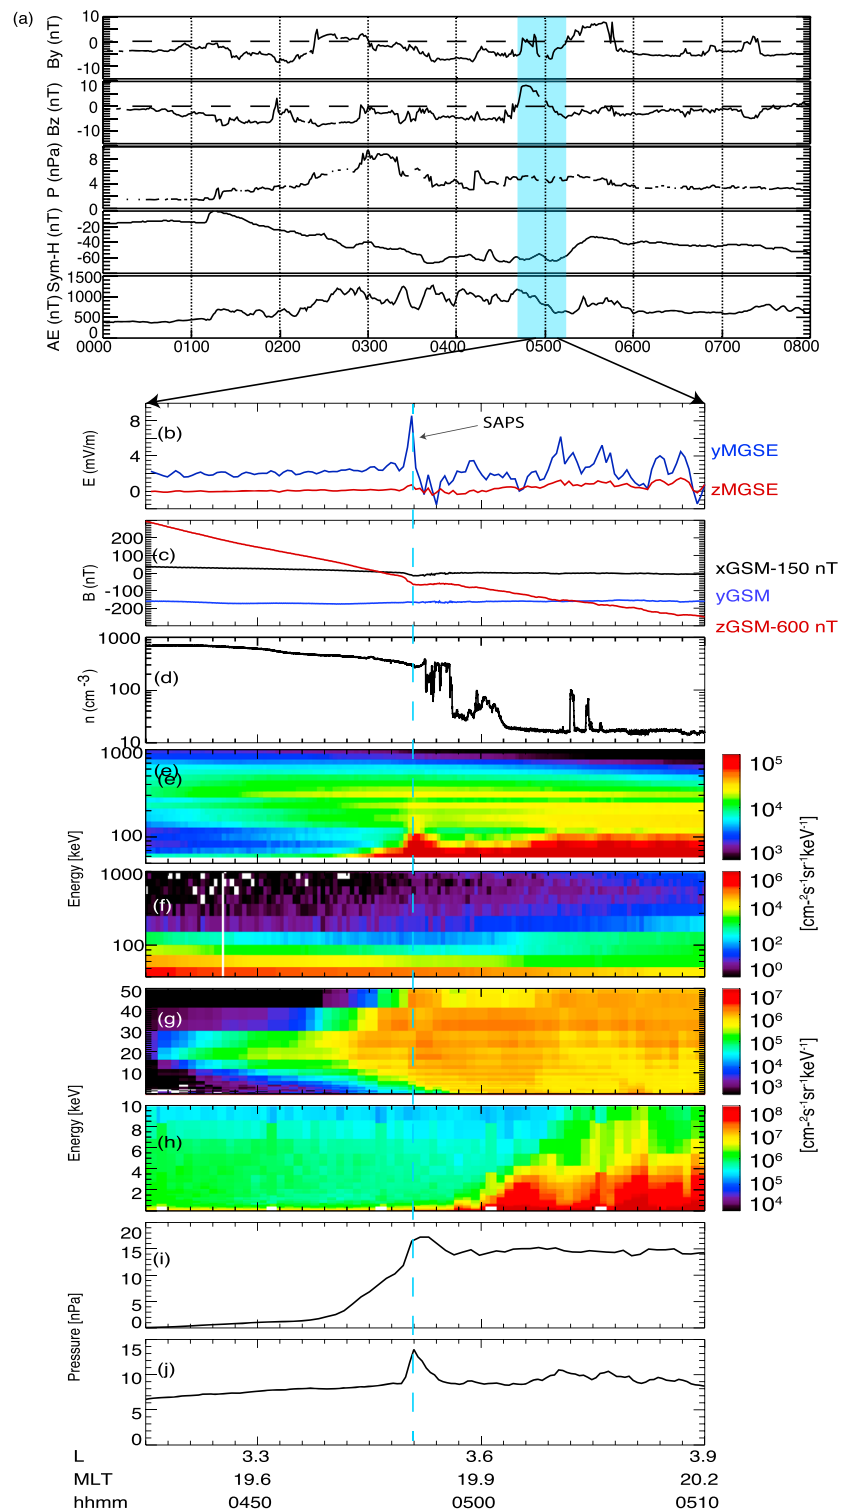 (a)
By (nT)
10
0
-10
Bz (nT)
10
0
-10
P (nPa)
8
4
0
Sym-H (nT)
-20
-60
AE (nT)
1500
1000
500
0
0000 0100 0200 0300 0400 0500 0600 0700 0800
(b)
E (mV/m)
8
4
0
SAPS
yMGSE
zMGSE
(c)
B (nT)
200
100
0
-100
-200
xGSM-150 nT
yGSM
zGSM-600 nT
(d)
n (cm-3)
1000
100
10
(e)
(e)
Energy [keV]
1000
100
10⁵
10⁴
10³
(f)
1000
100
10⁶
10⁴
10²
10⁰
[cm-²s-¹sr-¹keV-¹]
(g)
Energy [keV]
50
40
30
20
10
10⁷
10⁶
10⁵
10⁴
10³
(h)
10
8
6
4
2
10⁸
10⁷
10⁶
10⁵
10⁴
[cm-²s-¹sr-¹keV-¹]
(i)
Pressure [nPa]
20
15
10
5
0
(j)
15
10
5
0
L 3.3 3.6 3.9
MLT 19.6 19.9 20.2
hhmm 0450 0500 0510